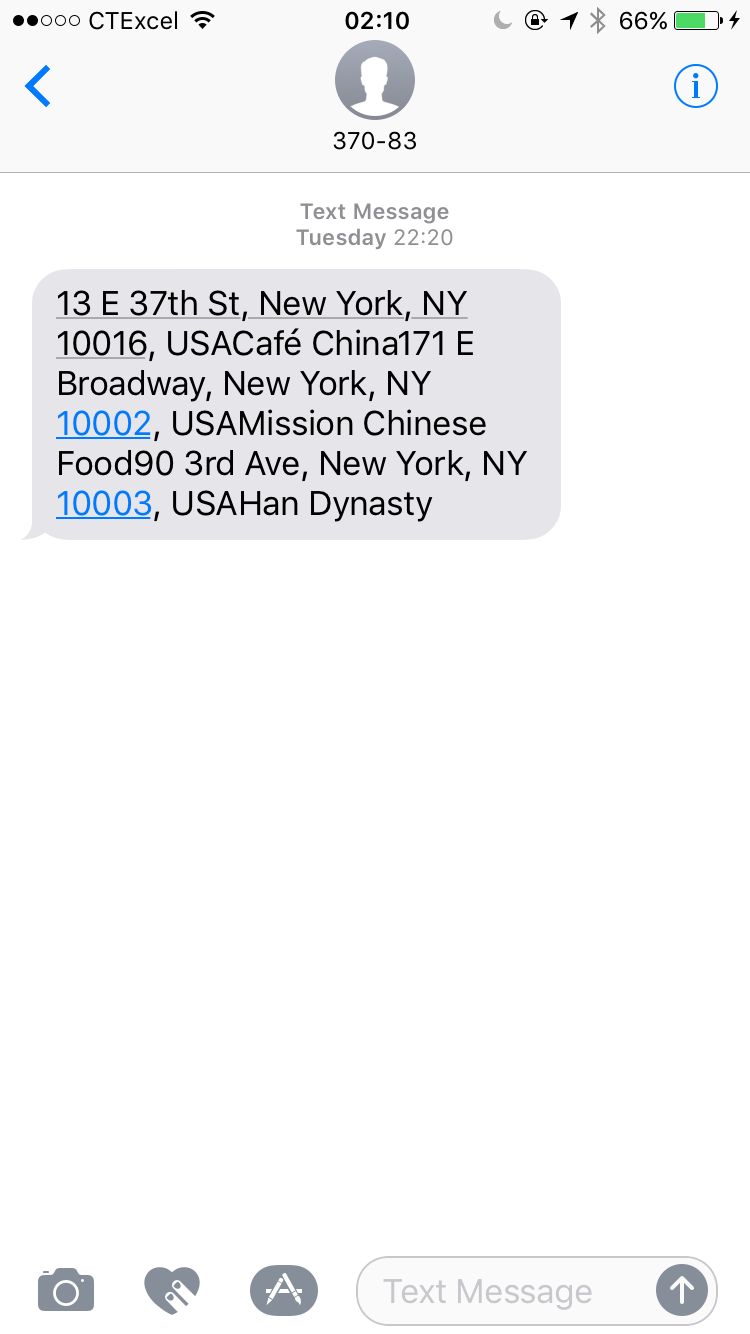 CTExcel 02:10 66%
370-83
Text Message
Tuesday 22:20
13 E 37th St, New York, NY
10016, USACafé China171 E
Broadway, New York, NY
10002, USAMission Chinese
Food90 3rd Ave, New York, NY
10003, USAHan Dynasty
Text Message